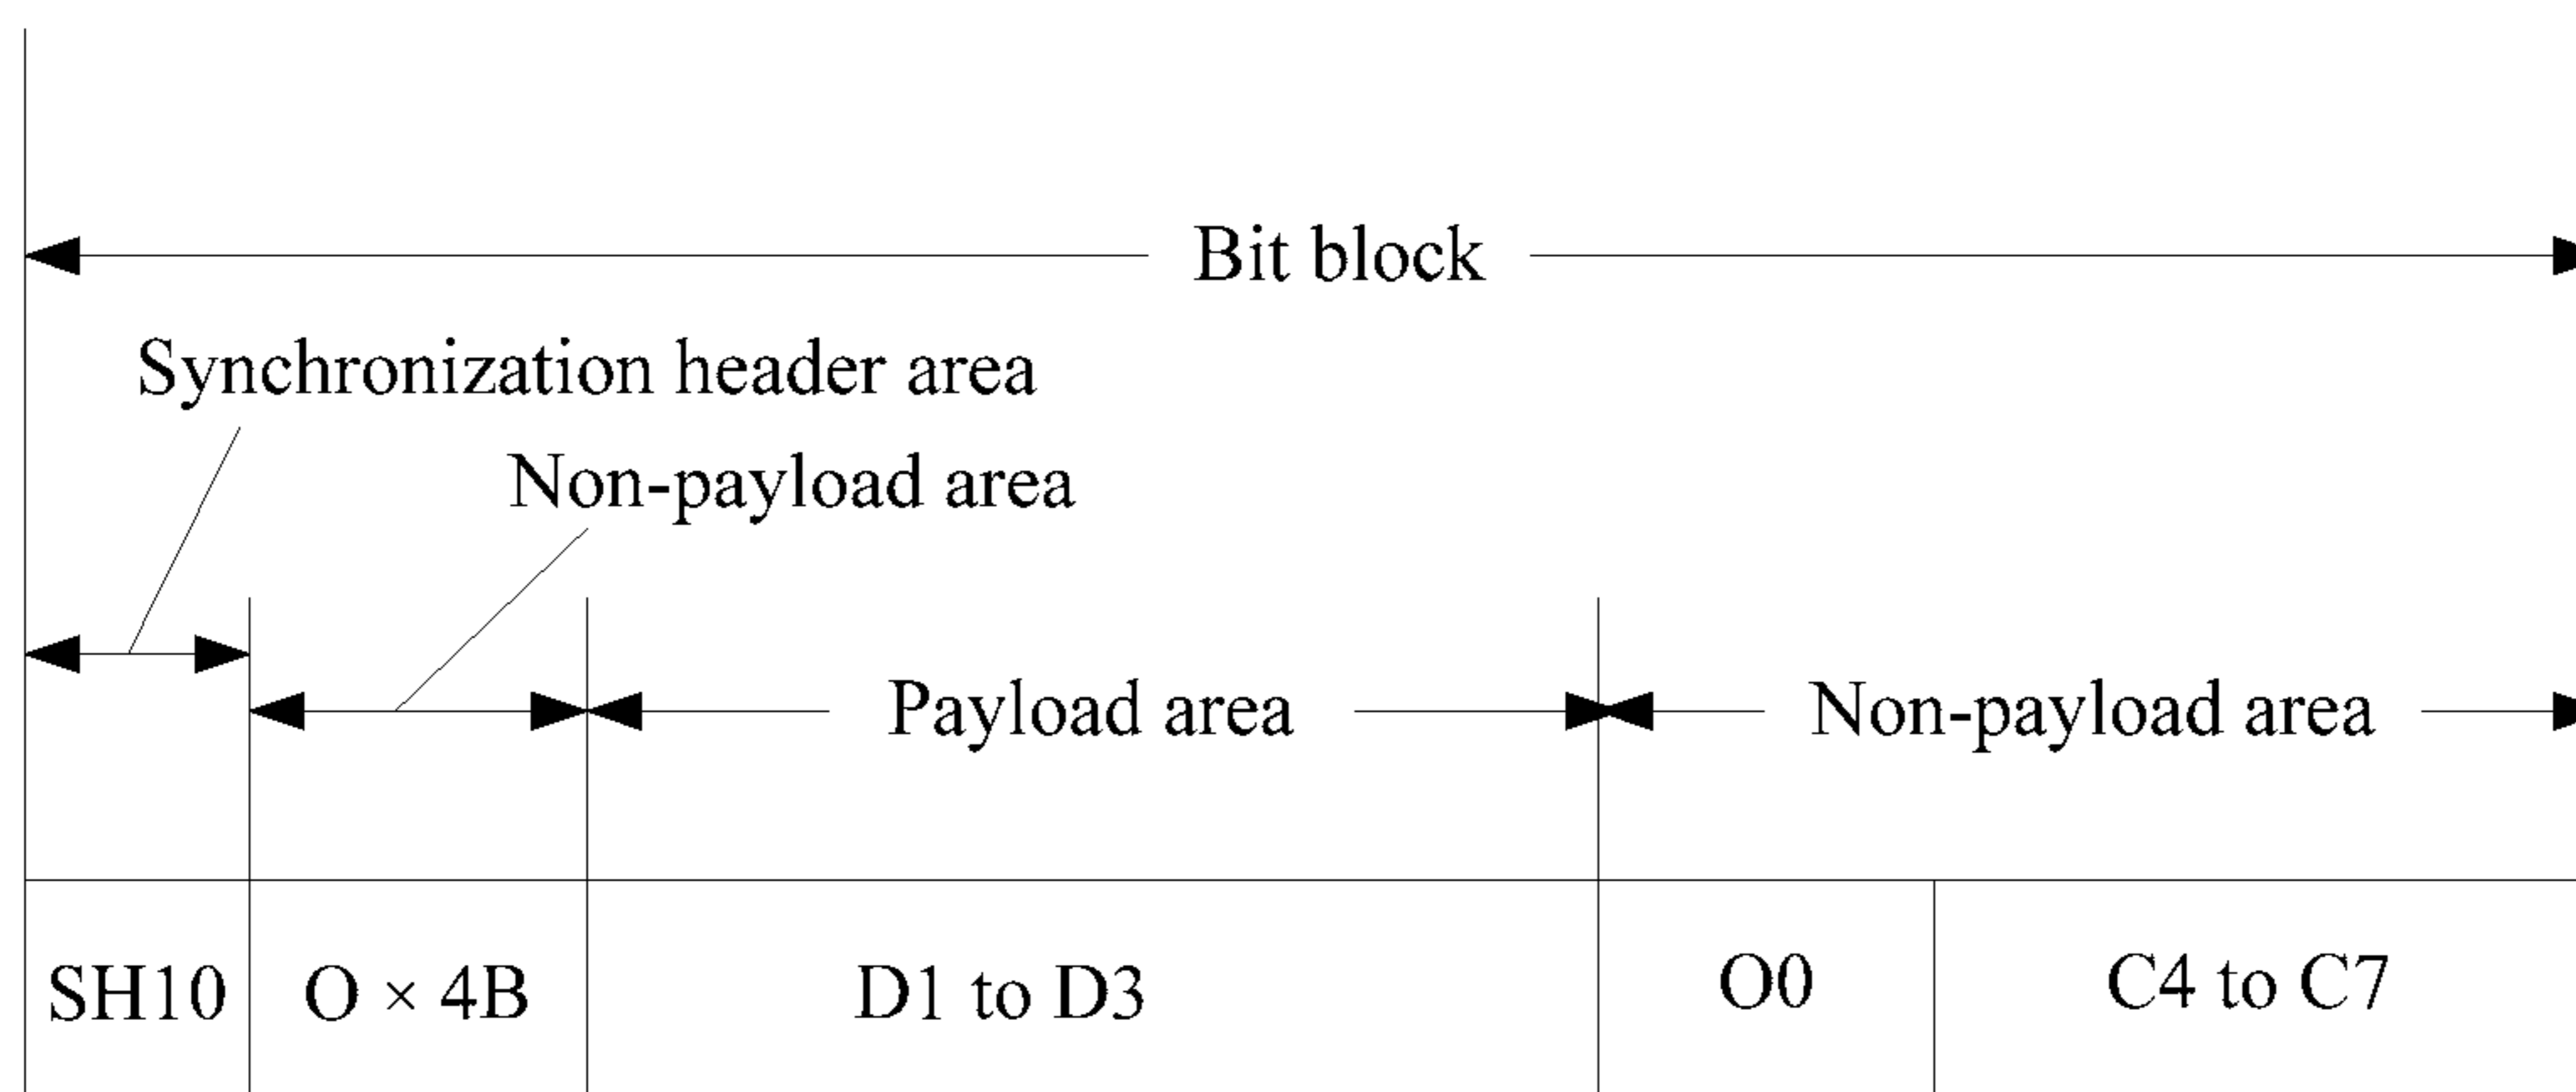 Bit block
Synchronization header area
Non-payload area
Payload area
Non-payload area
SH10
O × 4B
D1 to D3
O0
C4 to C7